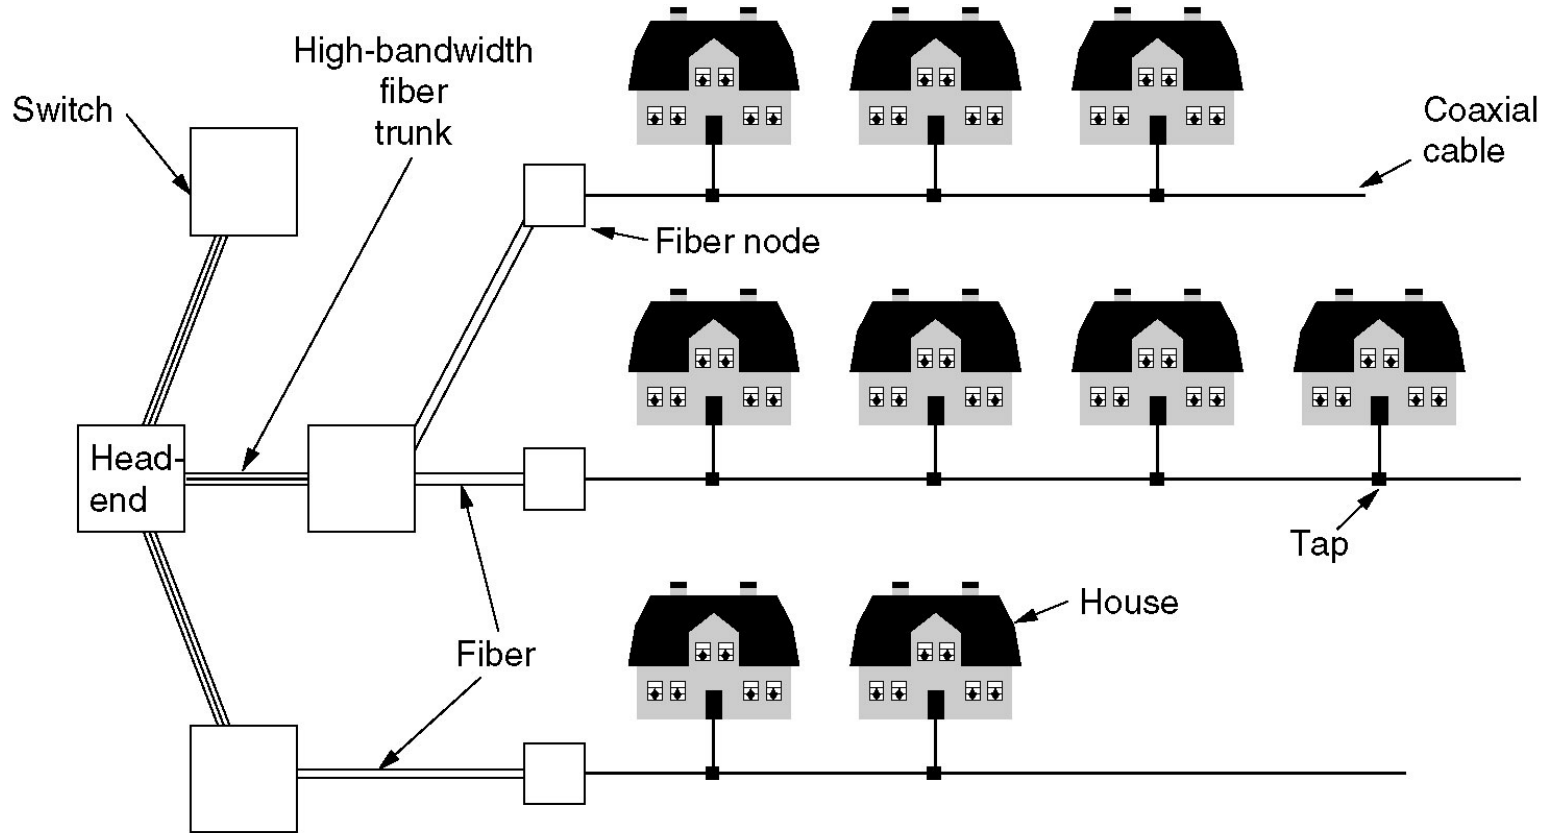 High-bandwidth
fiber
trunk
Switch
Coaxial
cable
Fiber node
Head-
end
Tap
House
Fiber